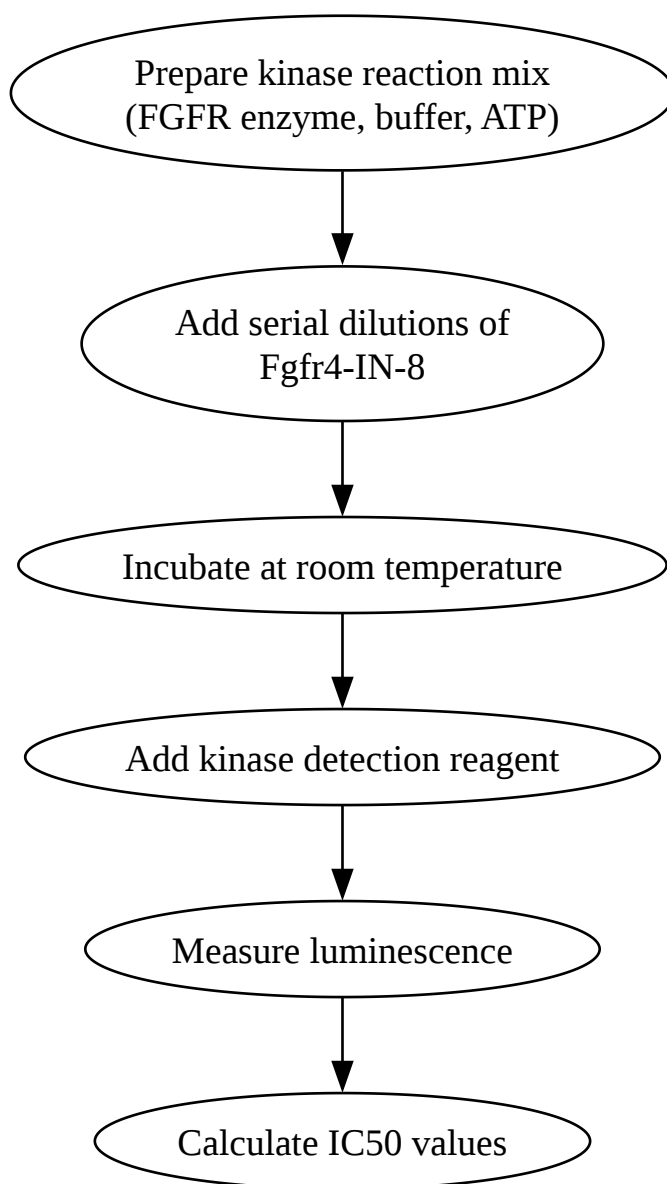 Prepare kinase reaction mix
(FGFR enzyme, buffer, ATP)
Add serial dilutions of
Fgfr4-IN-8
Incubate at room temperature
Add kinase detection reagent
Measure luminescence
Calculate IC50 values